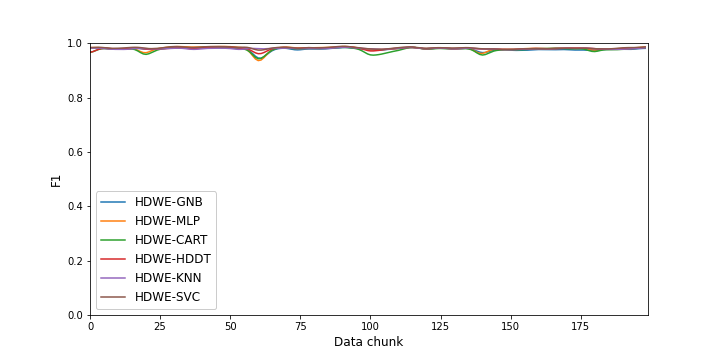 1.0
0.8
0.6
0.4
0.2
0.0
F1
HDWE-GNB
HDWE-MLP
HDWE-CART
HDWE-HDDT
HDWE-KNN
HDWE-SVC
0 25 50 75 100 125 150 175
Data chunk